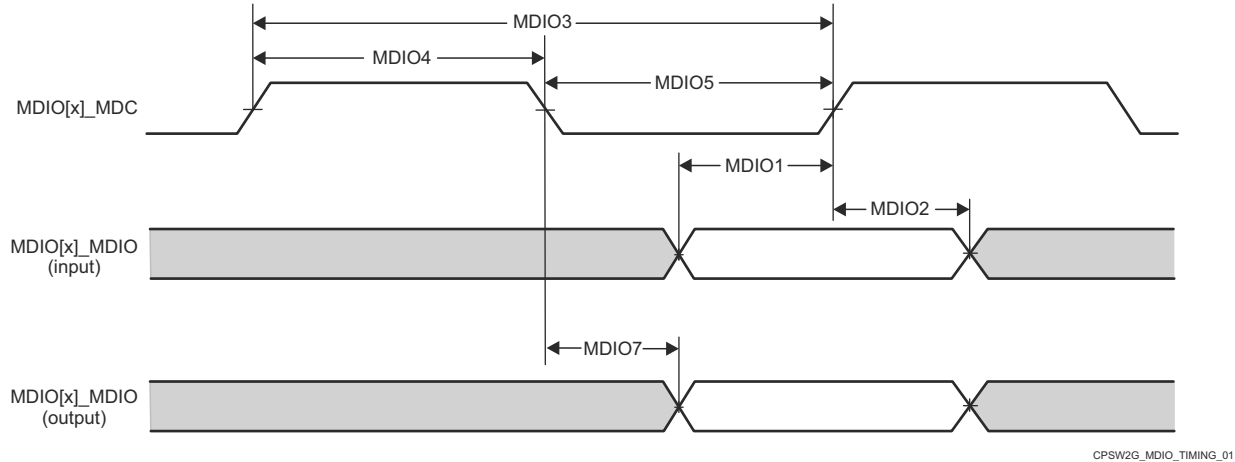 MDIO3
MDIO4
MDIO5
MDIO[x]_MDC
MDIO1
MDIO2
MDIO[x]_MDIO
(input)
MDIO7
MDIO[x]_MDIO
(output)
CPSW2G_MDIO_TIMING_01